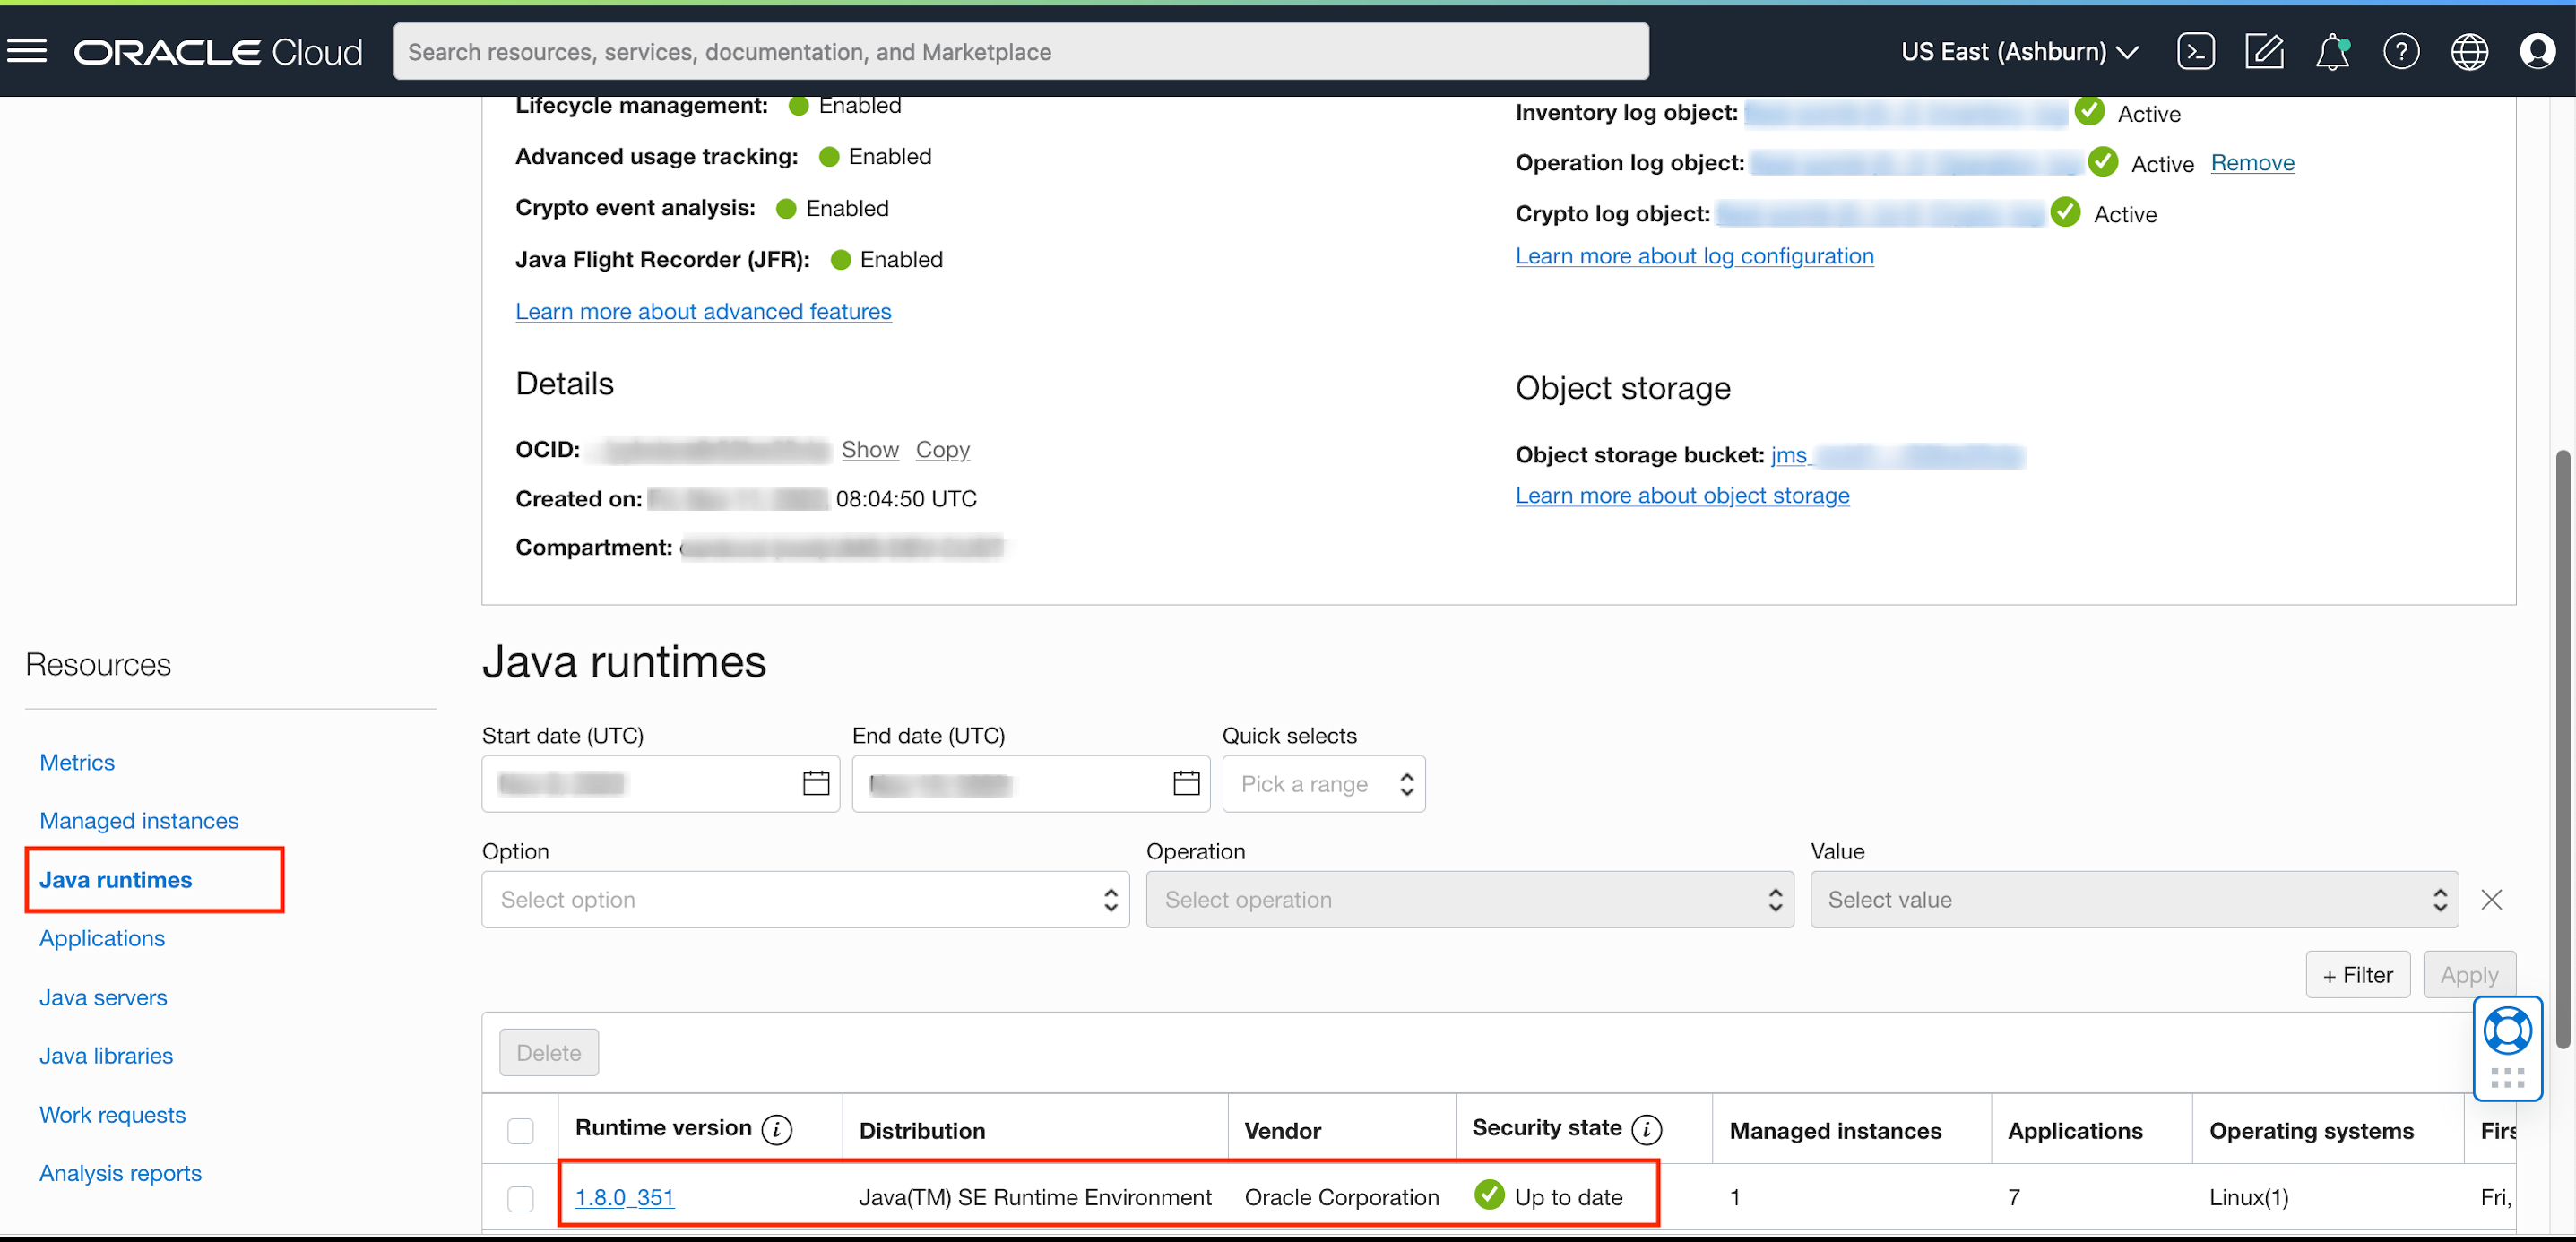 ORACLE Cloud
Search resources, services, documentation, and Marketplace
US East (Ashburn)
Lifecycle management: Enabled
Advanced usage tracking: Enabled
Crypto event analysis: Enabled
Java Flight Recorder (JFR): Enabled
Learn more about advanced features
Inventory log object: Active
Operation log object: Active Remove
Crypto log object: Active
Learn more about log configuration
Details
OCID: Show Copy
Created on: 08:04:50 UTC
Compartment:
Object storage
Object storage bucket: jms_
Learn more about object storage
Resources
Metrics
Managed instances
Java runtimes
Applications
Java servers
Java libraries
Work requests
Analysis reports
Java runtimes
Start date (UTC) End date (UTC) Quick selects
Pick a range
Option Operation Value
Select option Select operation Select value
+ Filter Apply
Delete
Runtime version i Distribution Vendor Security state i Managed instances Applications Operating systems Firs
1.8.0_351 Java(TM) SE Runtime Environment Oracle Corporation Up to date 1 7 Linux(1) Fri,